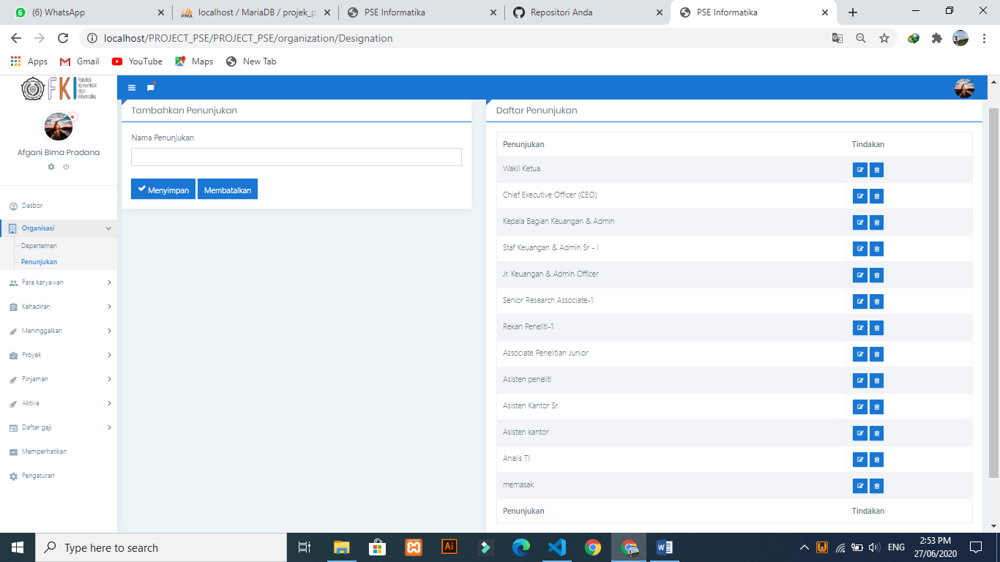 (6) WhatsApp
localhost / MariaDB / projek_p
PSE Informatika
Repositori Anda
PSE Informatika
localhost/PROJECT_PSE/PROJECT_PSE/organization/Designation
Apps
Gmail
YouTube
Maps
New Tab
FKI
Fakultas
Komunikasi
dan
Informatika
Afgani Bima Pradana
Dasbor
Organisasi
Departemen
Penunjukan
Para karyawan
Kehadiran
Meninggalkan
Proyek
Pinjaman
Aktiva
Daftar gaji
Memperhatikan
Pengaturan
Tambahkan Penunjukan
Nama Penunjukan
Menyimpan
Membatalkan
Daftar Penunjukan
Penunjukan Tindakan
Wakil Ketua
Chief Executive Officer (CEO)
Kepala Bagian Keuangan & Admin
Staf Keuangan & Admin Sr - I
Jr. Keuangan & Admin Officer
Senior Research Associate-1
Rekan Peneliti-1
Associate Penelitian Junior
Asisten peneliti
Asisten Kantor Sr.
Asisten kantor
Analis TI
memasak
Penunjukan Tindakan
Type here to search
Ai
ENG
2:53 PM
27/06/2020